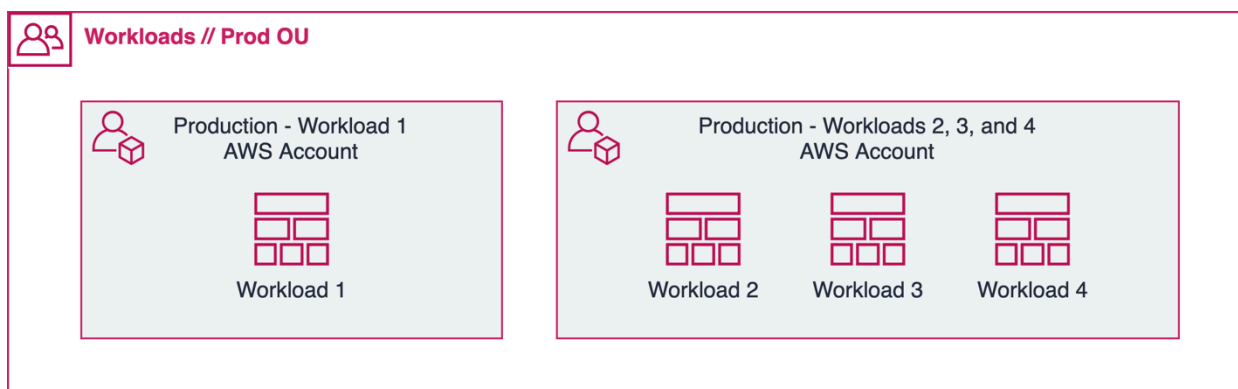 Workloads // Prod OU
Production - Workload 1
AWS Account
Workload 1
Production - Workloads 2, 3, and 4
AWS Account
Workload 2
Workload 3
Workload 4